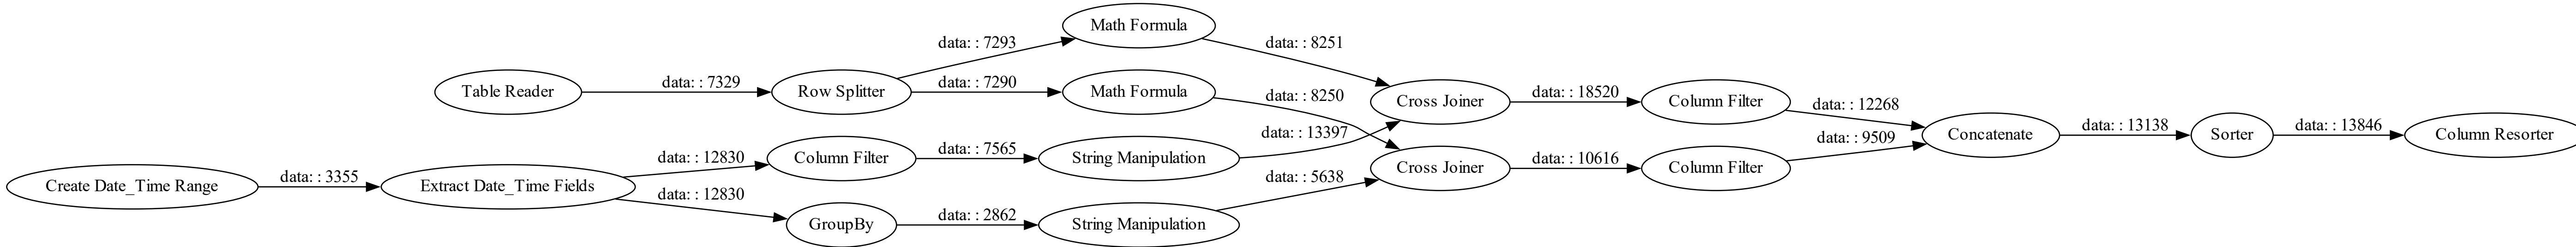 Math Formula
data: : 7293
data: : 8251
Table Reader
data: : 7329
Row Splitter
data: : 7290
Math Formula
data: : 8250
Cross Joiner
data: : 18520
Column Filter
data: : 12268
data: : 13397
Concatenate
data: : 13138
Sorter
data: : 13846
Column Resorter
data: : 9509
data: : 12830
Column Filter
data: : 7565
String Manipulation
Cross Joiner
data: : 10616
Column Filter
Create Date_Time Range
data: : 3355
Extract Date_Time Fields
data: : 5638
data: : 12830
GroupBy
data: : 2862
String Manipulation